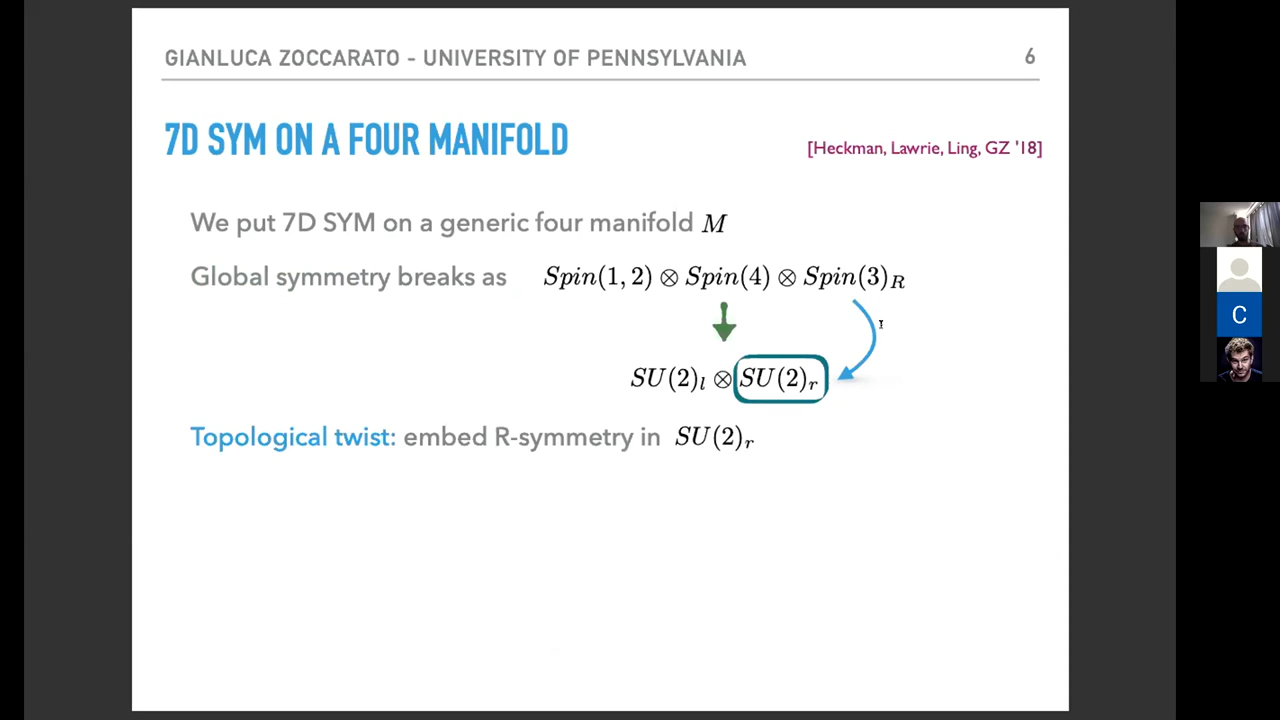 GIANLUCA ZOCCARATO - UNIVERSITY OF PENNSYLVANIA 6
7D SYM ON A FOUR MANIFOLD [Heckman, Lawrie, Ling, GZ '18]
We put 7D SYM on a generic four manifold M
Global symmetry breaks as Spin(1, 2) ⊗ Spin(4) ⊗ Spin(3)_R
SU(2)_l ⊗ SU(2)_r
Topological twist: embed R-symmetry in SU(2)_r
C